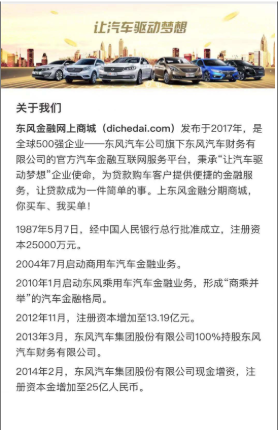 让汽车驱动梦想
关于我们
东风金融网上商城（dichedai.com）发布于2017年，是
全球500强企业——东风汽车公司旗下东风汽车财务有
限公司的官方汽车金融互联网服务平台，秉承“让汽车驱
动梦想”企业使命，为贷款购车客户提供便捷的金融服
务，让贷款成为一件简单的事。上东风金融分期商城，
你买车、我买单！
1987年5月7日，经中国人民银行总行批准成立，注册资
本25000万元。
2004年7月启动商用车汽车金融业务。
2010年1月启动东风乘用车汽车金融业务，形成“商乘并
举”的汽车金融格局。
2012年11月，注册资本增加至13.19亿元。
2013年3月，东风汽车集团股份有限公司100%持股东风
汽车财务有限公司。
2014年2月，东风汽车集团股份有限公司现金增资，注
册资本金增加至25亿人民币。